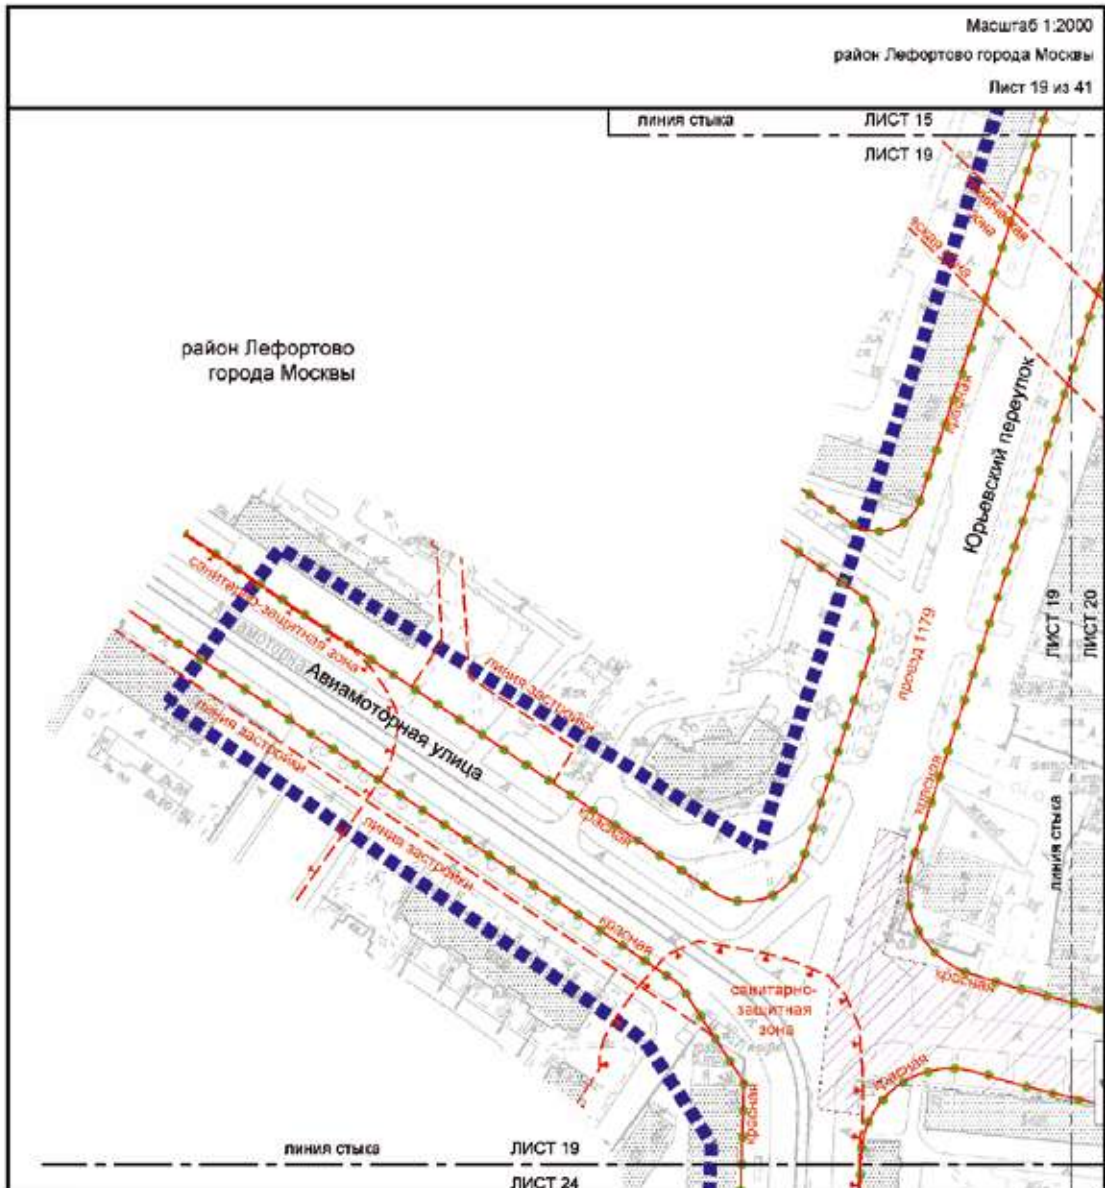 Масштаб 1:2000
район Лефортово города Москвы
Лист 19 из 41
линия стыка
ЛИСТ 15
ЛИСТ 19
зона
район Лефортово
города Москвы
красная
Юрьевский переулок
ЛИСТ 19
ЛИСТ 20
санитарно-защитная зона
линия застройки
проезд 1179
Авиамоторная улица
линия застройки
красная
красная
линия стыка
линия застройки
красная
красная
санитарно-
защитная
зона
красная
красная
линия стыка
ЛИСТ 19
ЛИСТ 24